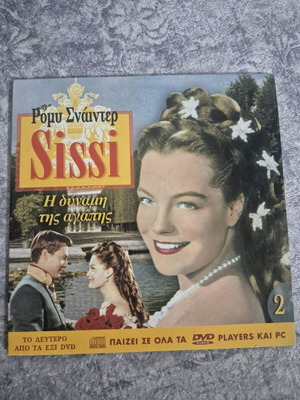 Ρόμυ Σνάιντερ
Sissi
Η δύναμη
της αγάπης
2
ΤΟ ΔΕΥΤΕΡΟ
ΑΠΟ ΤΑ ΕΞΙ DVD
ΠΑΙΖΕΙ ΣΕ ΟΛΑ ΤΑ DVD PLAYERS ΚΑΙ PC